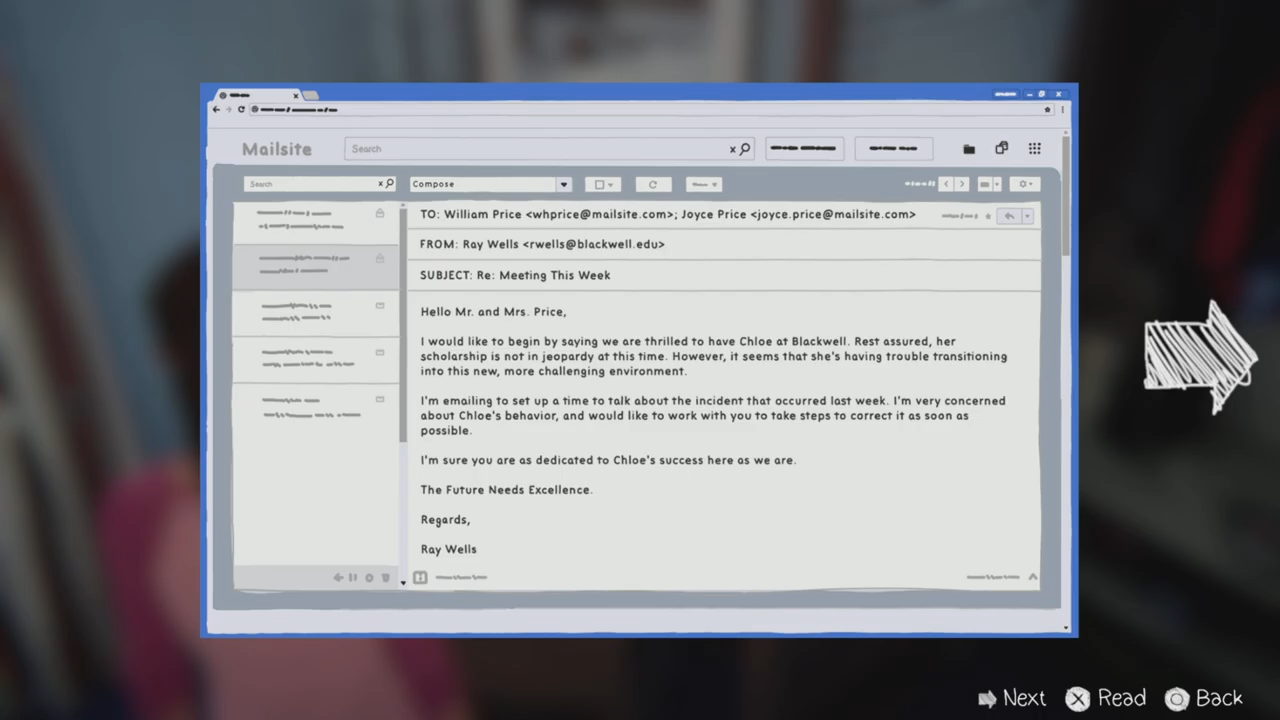 Mailsite
Search
x
Search
x
Compose
TO: William Price <whprice@mailsite.com>; Joyce Price <joyce.price@mailsite.com>
FROM: Ray Wells <rwells@blackwell.edu>
SUBJECT: Re: Meeting This Week
Hello Mr. and Mrs. Price,
I would like to begin by saying we are thrilled to have Chloe at Blackwell. Rest assured, her
scholarship is not in jeopardy at this time. However, it seems that she's having trouble transitioning
into this new, more challenging environment.
I'm emailing to set up a time to talk about the incident that occurred last week. I'm very concerned
about Chloe's behavior, and would like to work with you to take steps to correct it as soon as
possible.
I'm sure you are as dedicated to Chloe's success here as we are.
The Future Needs Excellence.
Regards,
Ray Wells
Next Read Back